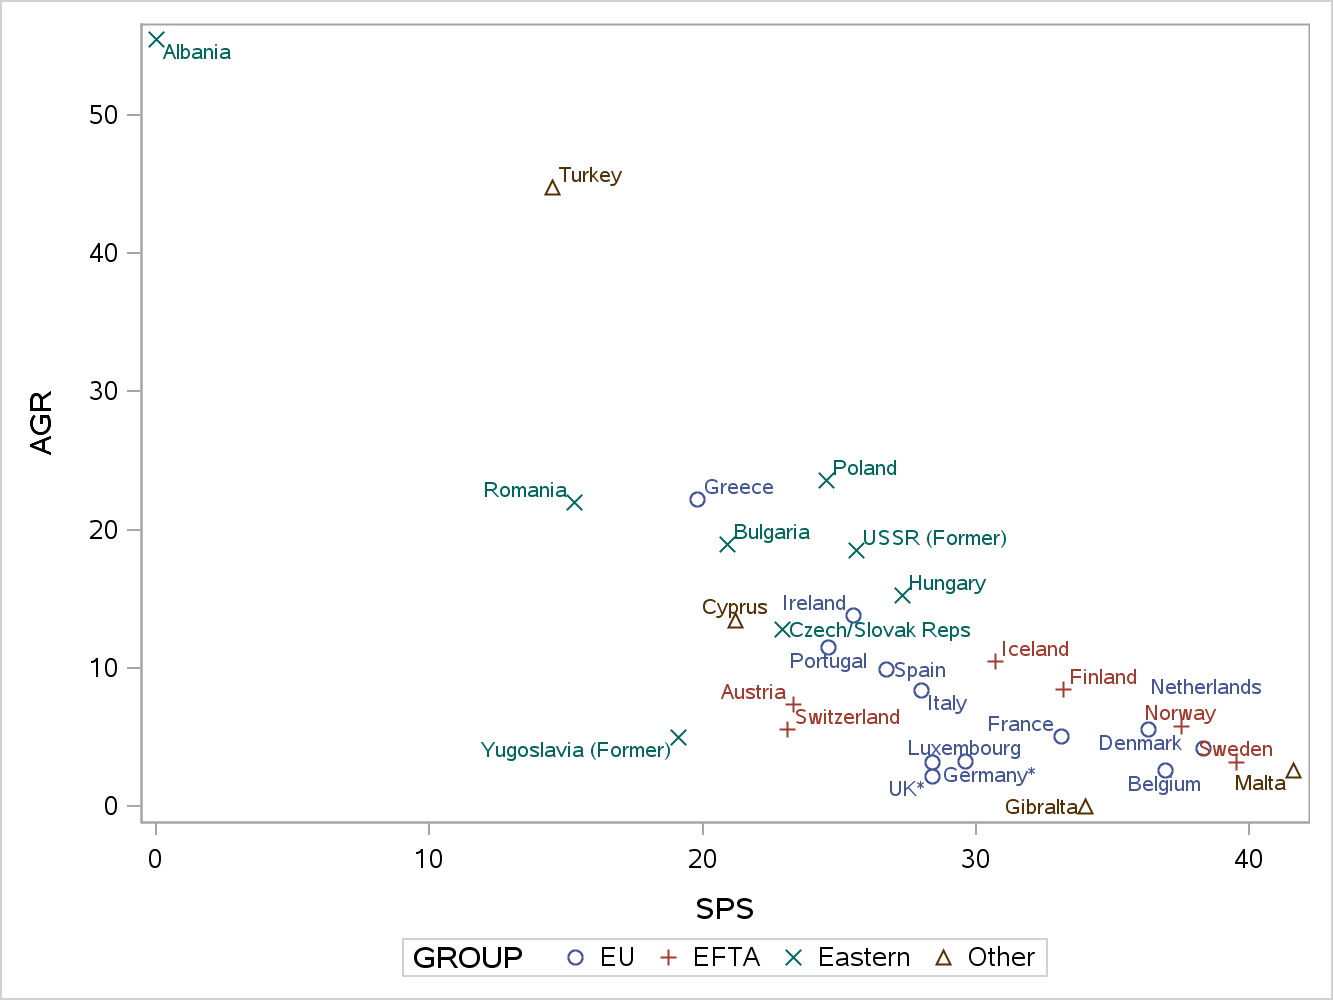 Albania
50
Turkey
40
AGR
30
Poland
Romania
Greece
20
Bulgaria
USSR (Former)
Hungary
Ireland
Cyprus
Czech/Slovak Reps
10
Portugal
Spain
Iceland
Finland
Netherlands
Austria
Italy
Norway
Switzerland
France
Yugoslavia (Former)
Luxembourg
Denmark
Sweden
UK*
Germany*
Belgium
Malta
0
Gibralta
0 10 20 30 40
SPS
GROUP EU EFTA Eastern Other